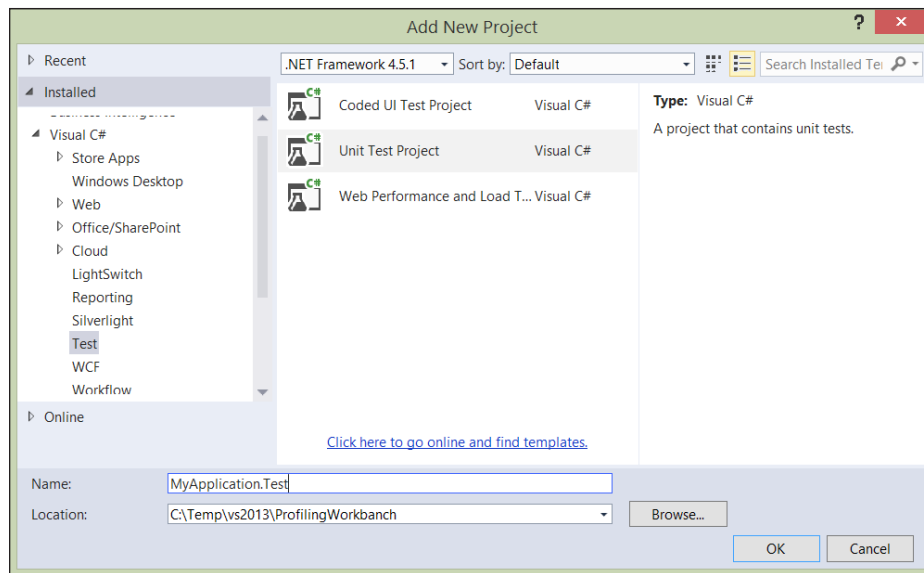 Add New Project
?
Recent
.NET Framework 4.5.1 Sort by: Default Search Installed Te
Installed
Visual C#
Store Apps
Windows Desktop
Web
Office/SharePoint
Cloud
LightSwitch
Reporting
Silverlight
Test
WCF
Workflow
Online
C# Coded UI Test Project Visual C#
C# Unit Test Project Visual C#
C# Web Performance and Load T... Visual C#
Click here to go online and find templates.
Type: Visual C#
A project that contains unit tests.
Name: MyApplication.Test
Location: C:\Temp\vs2013\ProfilingWorkbanch Browse...
OK Cancel